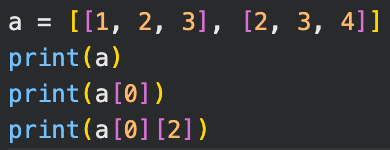 a = [[1, 2, 3], [2, 3, 4]]
print(a)
print(a[0])
print(a[0][2])